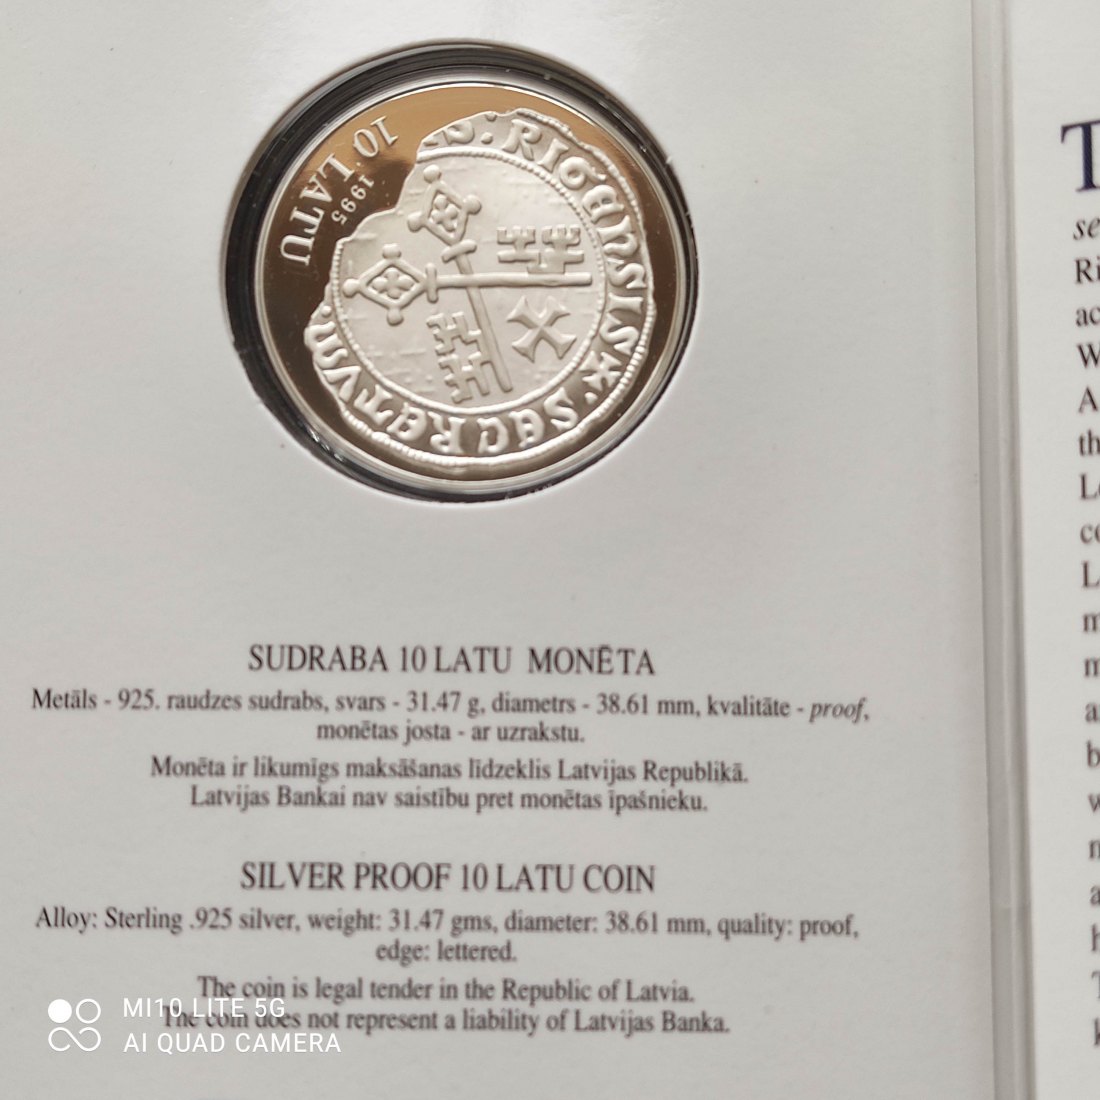 10 LATU
1995
S: RIGENSIS * SECRETVM
SUDRABA 10 LATU MONĒTA
Metāls - 925. raudzes sudrabs, svars - 31.47 g, diametrs - 38.61 mm, kvalitāte - proof,
monētas josta - ar uzrakstu.
Monēta ir likumīgs maksāšanas līdzeklis Latvijas Republikā.
Latvijas Bankai nav saistību pret monētas īpašnieku.
SILVER PROOF 10 LATU COIN
Alloy: Sterling .925 silver, weight: 31.47 gms, diameter: 38.61 mm, quality: proof,
edge: lettered.
The coin is legal tender in the Republic of Latvia.
The coin does not represent a liability of Latvijas Banka.
MI10 LITE 5G
AI QUAD CAMERA